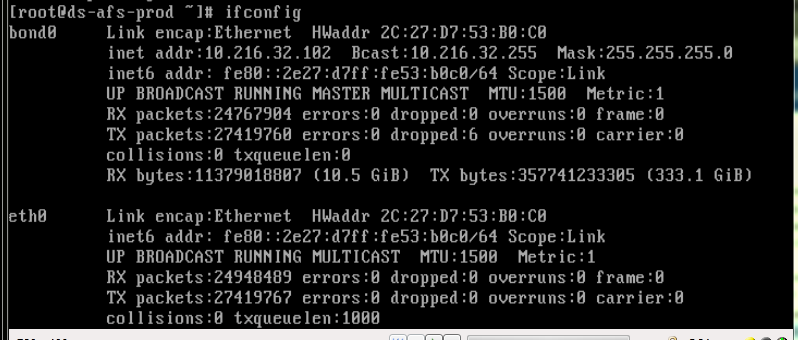 [root@ds-afs-prod ~]# ifconfig
bond0 Link encap:Ethernet HWaddr 2C:27:D7:53:B0:C0
inet addr:10.216.32.102 Bcast:10.216.32.255 Mask:255.255.255.0
inet6 addr: fe80::2e27:d7ff:fe53:b0c0/64 Scope:Link
UP BROADCAST RUNNING MASTER MULTICAST MTU:1500 Metric:1
RX packets:24767904 errors:0 dropped:0 overruns:0 frame:0
TX packets:27419760 errors:0 dropped:6 overruns:0 carrier:0
collisions:0 txqueuelen:0
RX bytes:11379018807 (10.5 GiB) TX bytes:357741233305 (333.1 GiB)
eth0 Link encap:Ethernet HWaddr 2C:27:D7:53:B0:C0
inet6 addr: fe80::2e27:d7ff:fe53:b0c0/64 Scope:Link
UP BROADCAST RUNNING MULTICAST MTU:1500 Metric:1
RX packets:24948489 errors:0 dropped:0 overruns:0 frame:0
TX packets:27419767 errors:0 dropped:0 overruns:0 carrier:0
collisions:0 txqueuelen:1000